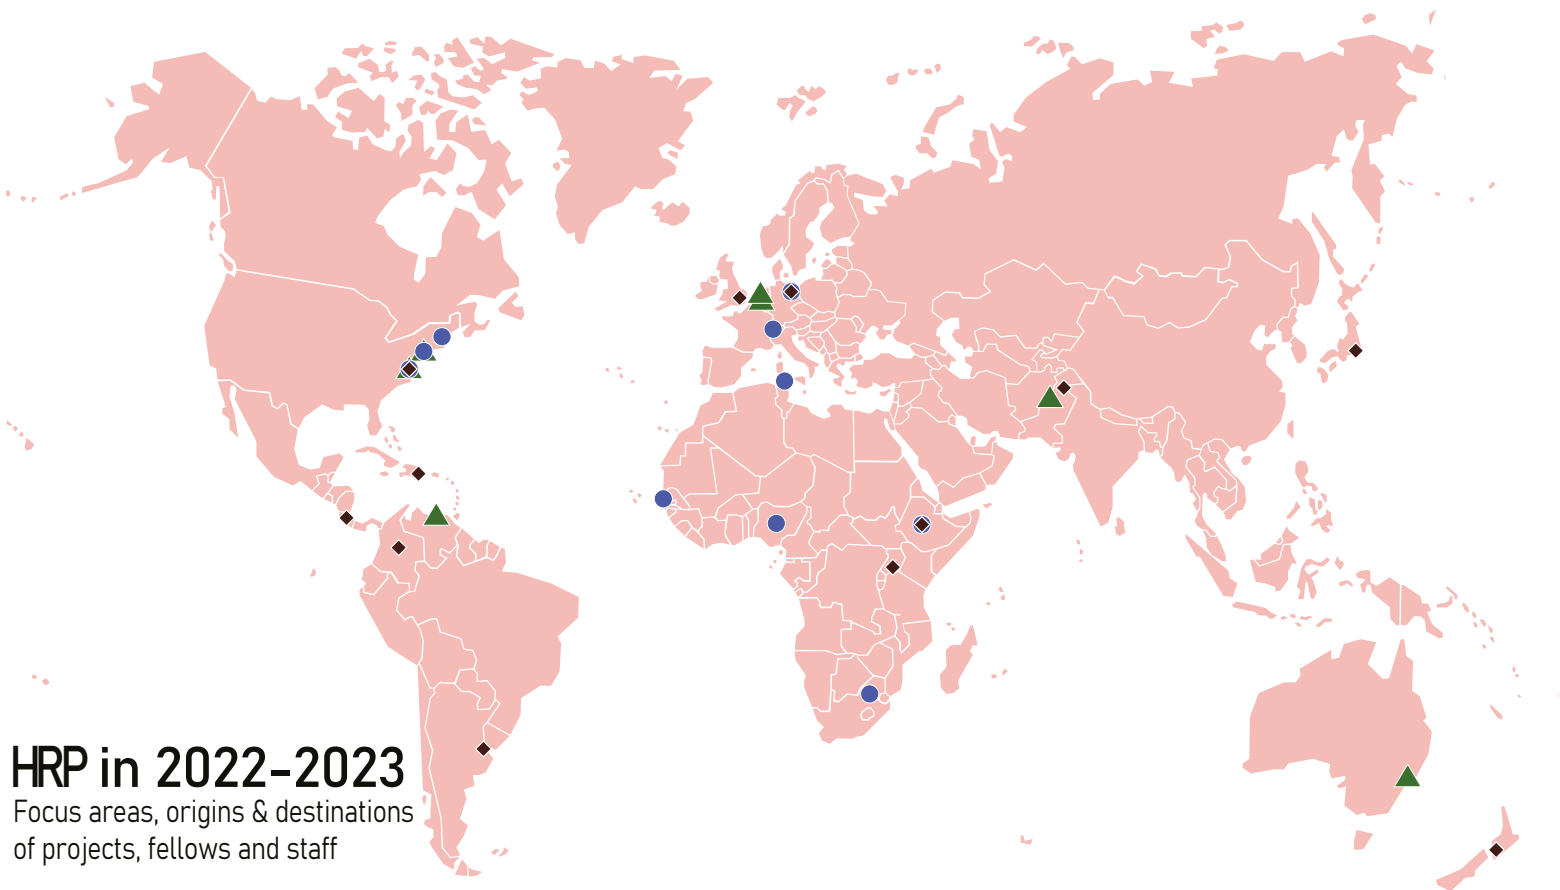 HRP in 2022-2023
Focus areas, origins & destinations
of projects, fellows and staff